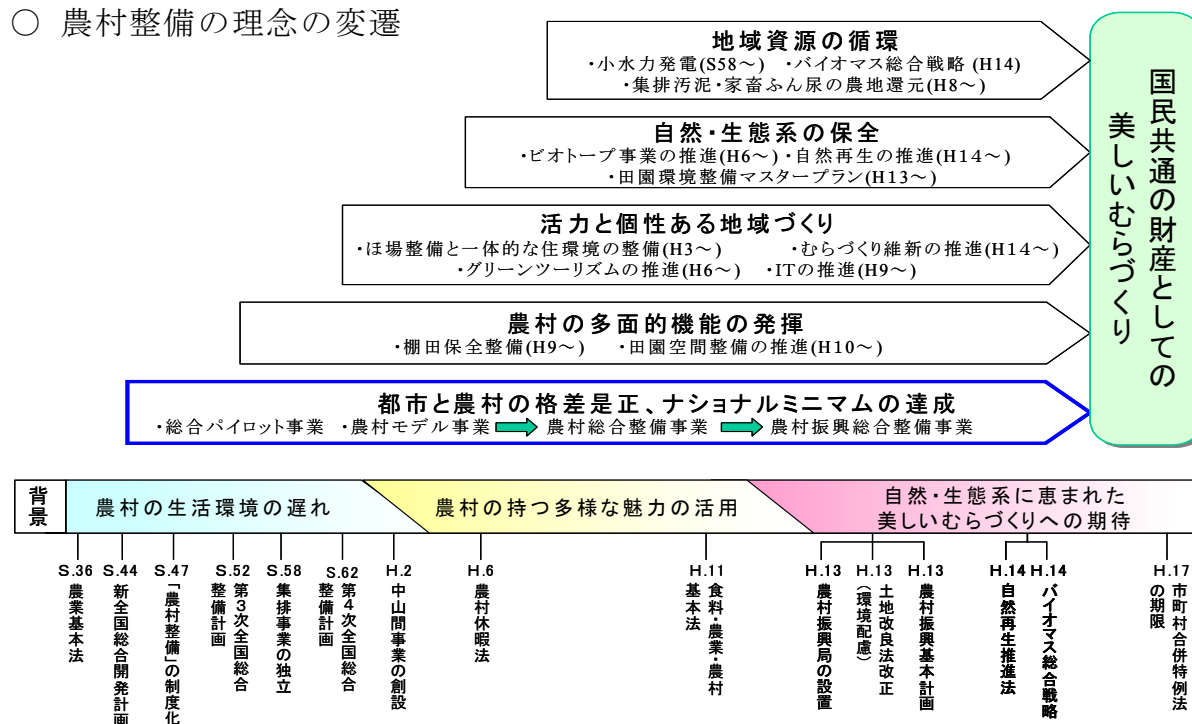 ○ 農村整備の理念の変遷
地域資源の循環
・小水力発電(S58～) ・バイオマス総合戦略 (H14)
・集排汚泥・家畜ふん尿の農地還元(H8～)
自然・生態系の保全
・ビオトープ事業の推進(H6～)・自然再生の推進(H14～)
・田園環境整備マスタープラン(H13～)
活力と個性ある地域づくり
・ほ場整備と一体的な住環境の整備(H3～) ・むらづくり維新の推進(H14～)
・グリーンツーリズムの推進(H6～) ・ITの推進(H9～)
農村の多面的機能の発揮
・棚田保全整備(H9～) ・田園空間整備の推進(H10～)
都市と農村の格差是正、ナショナルミニマムの達成
・総合パイロット事業 ・農村モデル事業 農村総合整備事業 農村振興総合整備事業
国民共通の財産としての
美しいむらづくり
背景
農村の生活環境の遅れ
農村の持つ多様な魅力の活用
自然・生態系に恵まれた
美しいむらづくりへの期待
S.36
農業基本法
S.44
新全国総合開発計画
S.47
「農村整備」の制度化
S.52
第3次全国総合
整備計画
S.58
集排事業の独立
S.62
第4次全国総合
整備計画
H.2
中山間事業の創設
H.6
農村休暇法
H.11
食料・農業・農村
基本法
H.13
農村振興局の設置
H.13
土地改良法改正
(環境配慮)
H.13
農村振興基本計画
H.14
自然再生推進法
H.14
バイオマス総合戦略
H.17
市町村合併特例法
の期限